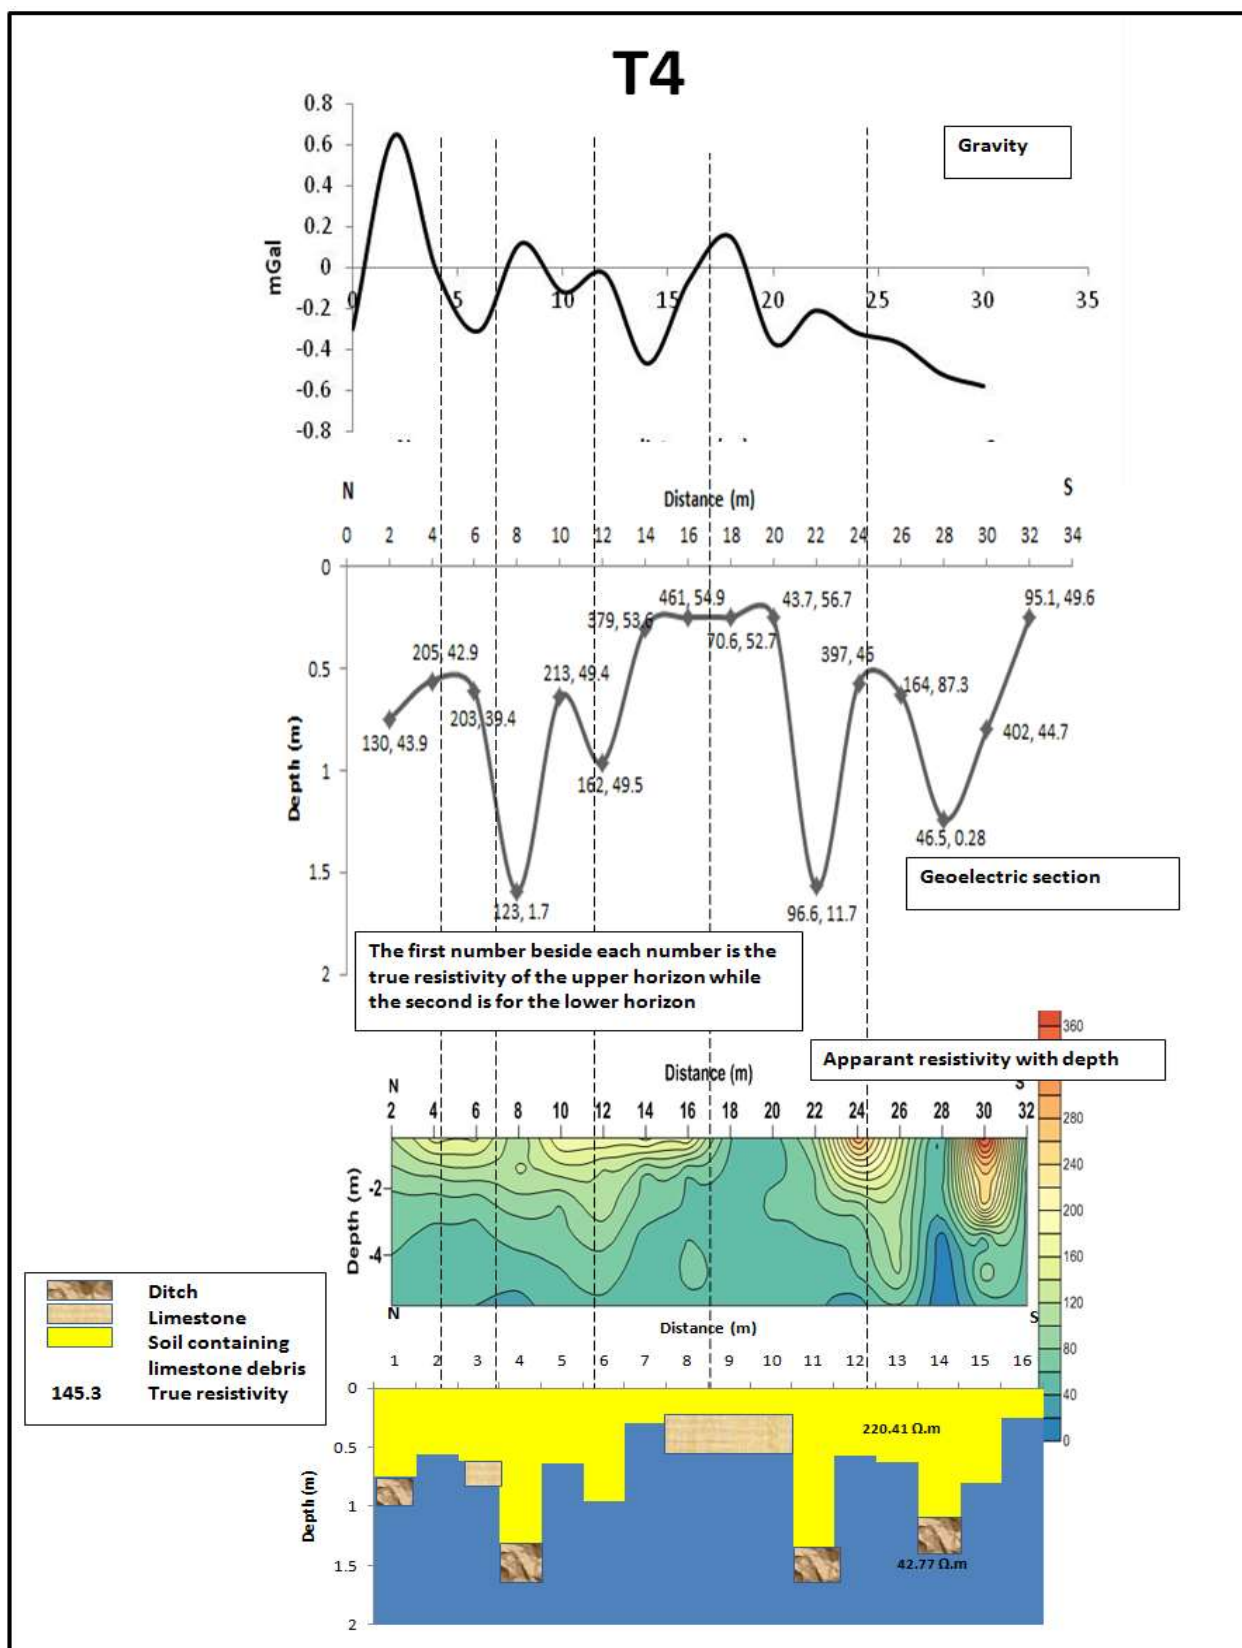 T4
Gravity
0.8
0.6
0.4
0.2
0
-0.2
-0.4
-0.6
-0.8
mGal
0 5 10 15 20 25 30 35
N Distance (m) S
0 2 4 6 8 10 12 14 16 18 20 22 24 26 28 30 32 34
0
0.5
1
1.5
2
Depth (m)
130, 43.9
205, 42.9
203, 39.4
123, 1.7
213, 49.4
162, 49.5
379, 53.6
461, 54.9
70.6, 52.7
43.7, 56.7
96.6, 11.7
397, 46
164, 87.3
46.5, 0.28
402, 44.7
95.1, 49.6
Geoelectric section
The first number beside each number is the
true resistivity of the upper horizon while
the second is for the lower horizon
Apparant resistivity with depth
N Distance (m) S
2 4 6 8 10 12 14 16 18 20 22 24 26 28 30 32
-2
-4
Depth (m)
360
280
240
200
160
120
80
40
0
Ditch
Limestone
Soil containing
limestone debris
145.3 True resistivity
N Distance (m) S
1 2 3 4 5 6 7 8 9 10 11 12 13 14 15 16
0
0.5
1
1.5
2
Depth (m)
220.41 Ω.m
42.77 Ω.m